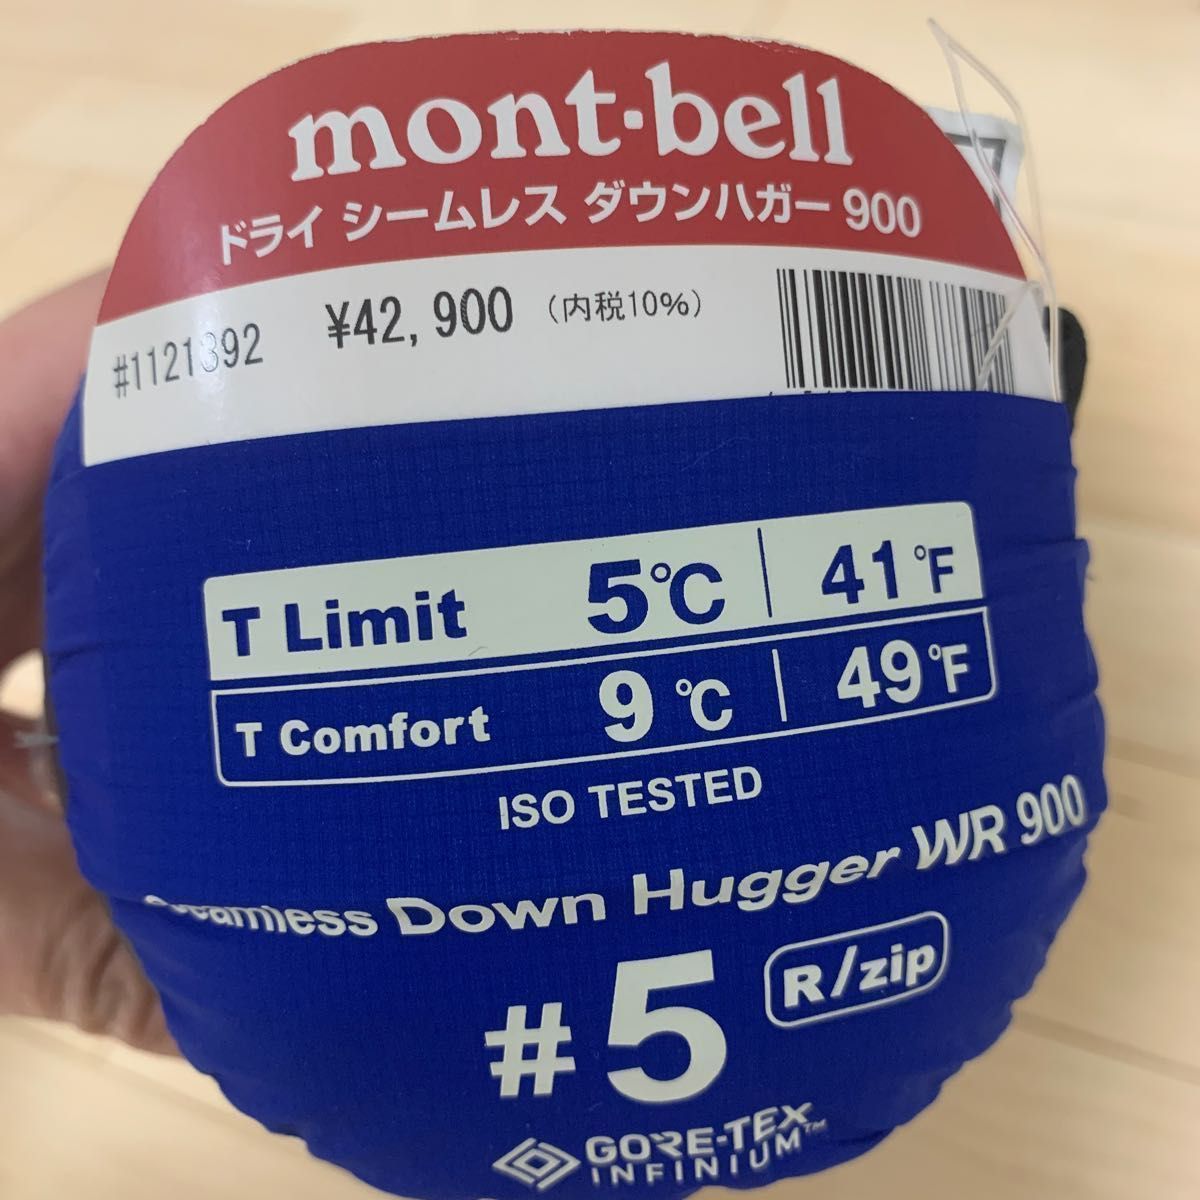 mont·bell
ドライ シームレス ダウンハガー 900
#1121392 ¥42,900 (内税10%)
T Limit 5℃ | 41°F
T Comfort 9℃ | 49°F
ISO TESTED
Seamless Down Hugger WR 900
#5 R/zip
GORE-TEX
INFINIUM™